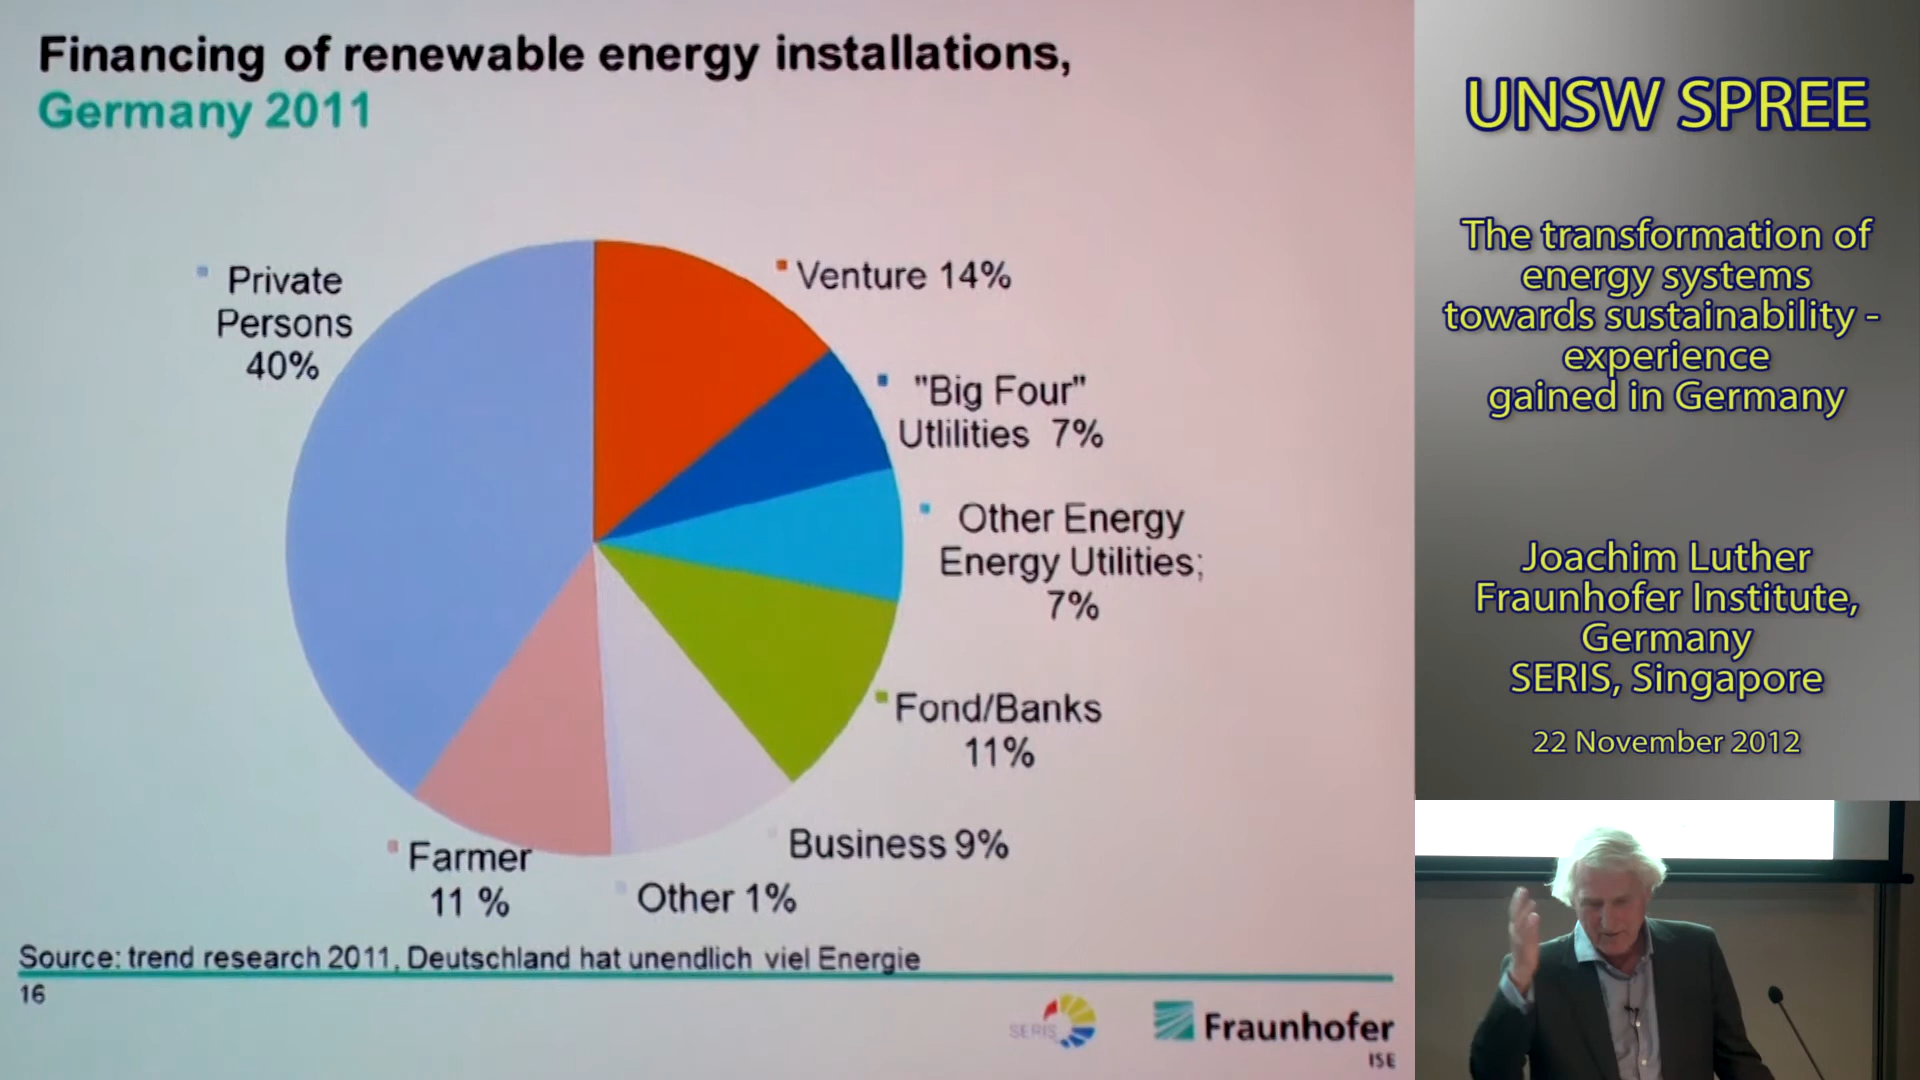 Financing of renewable energy installations,
Germany 2011
Private
Persons
40%
Venture 14%
"Big Four"
Utlilities 7%
Other Energy
Energy Utilities;
7%
Fond/Banks
11%
Business 9%
Other 1%
Farmer
11 %
Source: trend research 2011, Deutschland hat unendlich viel Energie
16
SERIS
Fraunhofer
ISE
UNSW SPREE
The transformation of
energy systems
towards sustainability -
experience
gained in Germany
Joachim Luther
Fraunhofer Institute,
Germany
SERIS, Singapore
22 November 2012